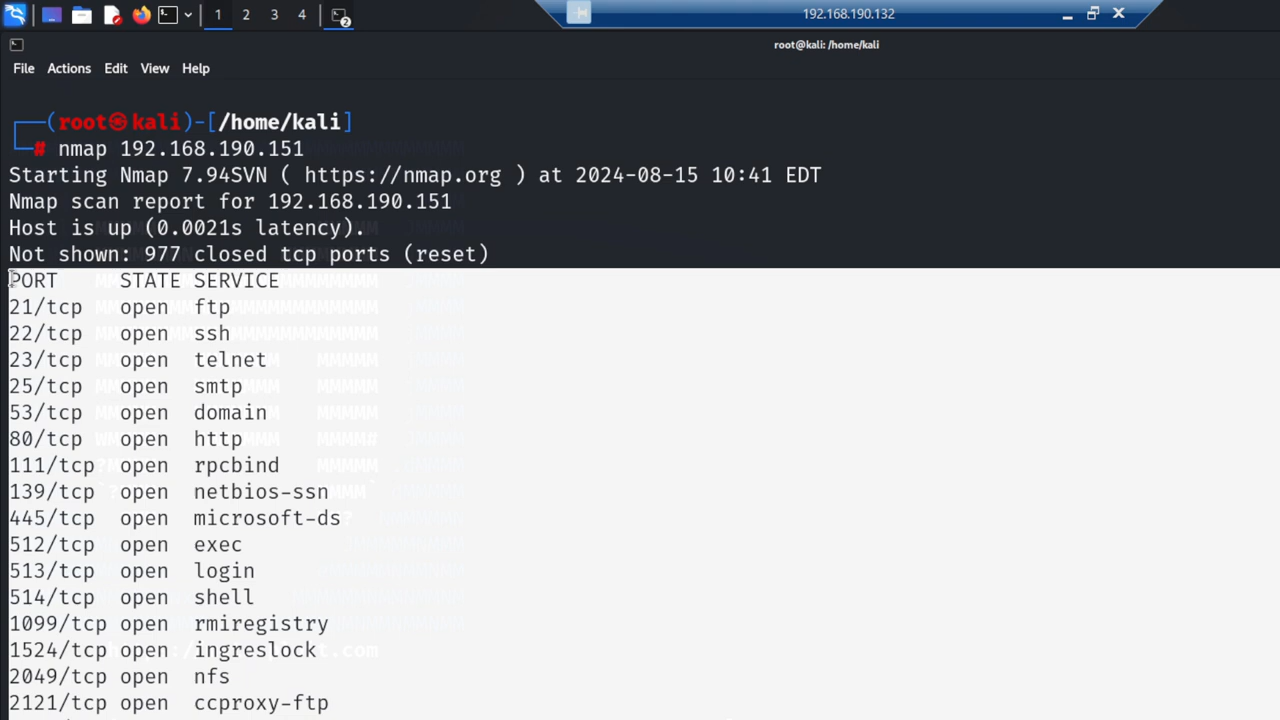 1 2 3 4 2 192.168.190.132
root@kali: /home/kali
File Actions Edit View Help
(root㉿kali)-[/home/kali]
# nmap 192.168.190.151
Starting Nmap 7.94SVN ( https://nmap.org ) at 2024-08-15 10:41 EDT
Nmap scan report for 192.168.190.151
Host is up (0.0021s latency).
Not shown: 977 closed tcp ports (reset)
PORT STATE SERVICE
21/tcp open ftp
22/tcp open ssh
23/tcp open telnet
25/tcp open smtp
53/tcp open domain
80/tcp open http
111/tcp open rpcbind
139/tcp open netbios-ssn
445/tcp open microsoft-ds
512/tcp open exec
513/tcp open login
514/tcp open shell
1099/tcp open rmiregistry
1524/tcp open ingreslock
2049/tcp open nfs
2121/tcp open ccproxy-ftp